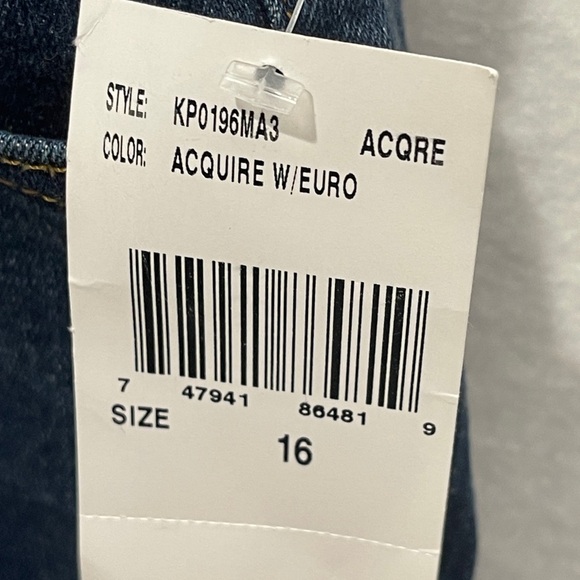 STYLE: KP0196MA3 ACQRE
COLOR: ACQUIRE W/EURO
7 47941 86481 9
SIZE 16